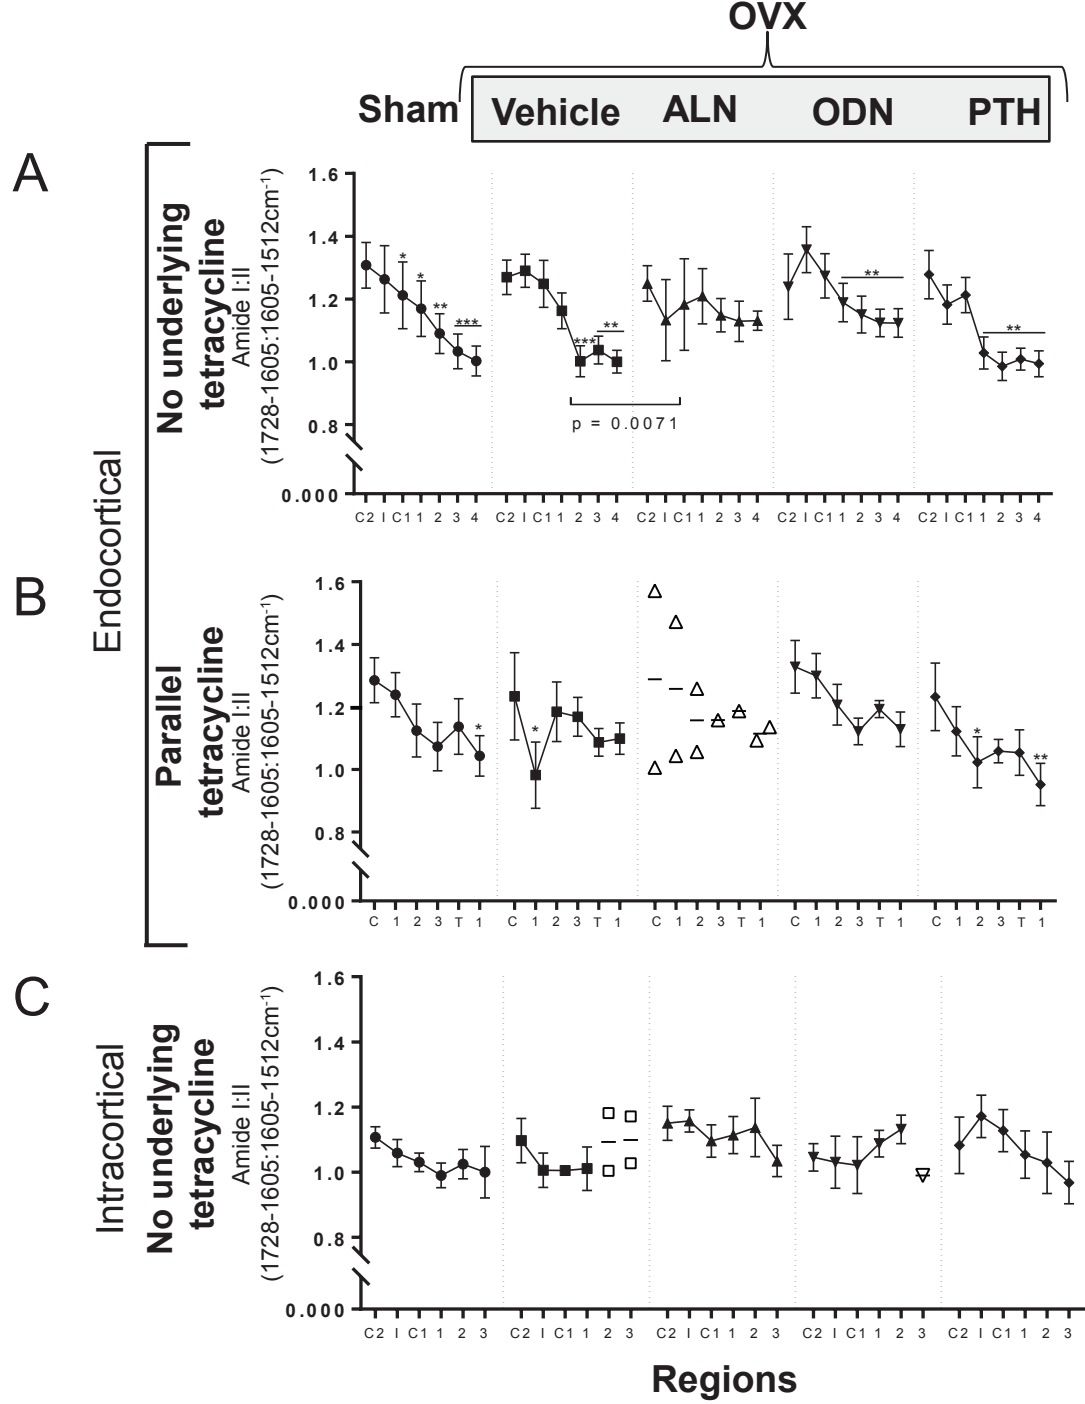 OVX
Sham Vehicle ALN ODN PTH
A
Endocortical
No underlying
tetracycline
Amide I:II
(1728-1605:1605-1512cm-1)
1.6
1.4
1.2
1.0
0.8
0.000
* * ** *** *** ** ** **
p = 0.0071
C2 I C1 1 2 3 4 C2 I C1 1 2 3 4 C2 I C1 1 2 3 4 C2 I C1 1 2 3 4 C2 I C1 1 2 3 4
B
Parallel
tetracycline
Amide I:II
(1728-1605:1605-1512cm-1)
1.6
1.4
1.2
1.0
0.8
0.000
* * * **
C 1 2 3 T 1 C 1 2 3 T 1 C 1 2 3 T 1 C 1 2 3 T 1 C 1 2 3 T 1
C
Intracortical
No underlying
tetracycline
Amide I:II
(1728-1605:1605-1512cm-1)
1.6
1.4
1.2
1.0
0.8
0.000
C2 I C1 1 2 3 C2 I C1 1 2 3 C2 I C1 1 2 3 C2 I C1 1 2 3 C2 I C1 1 2 3
Regions